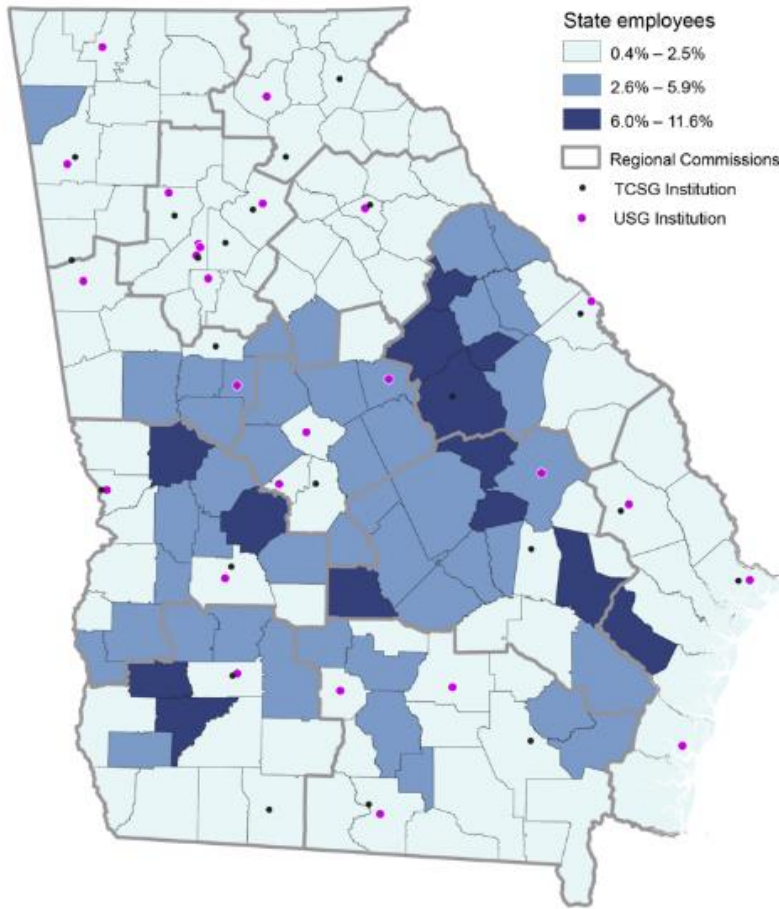 State employees
0.4% – 2.5%
2.6% – 5.9%
6.0% – 11.6%
Regional Commissions
TCSG Institution
USG Institution